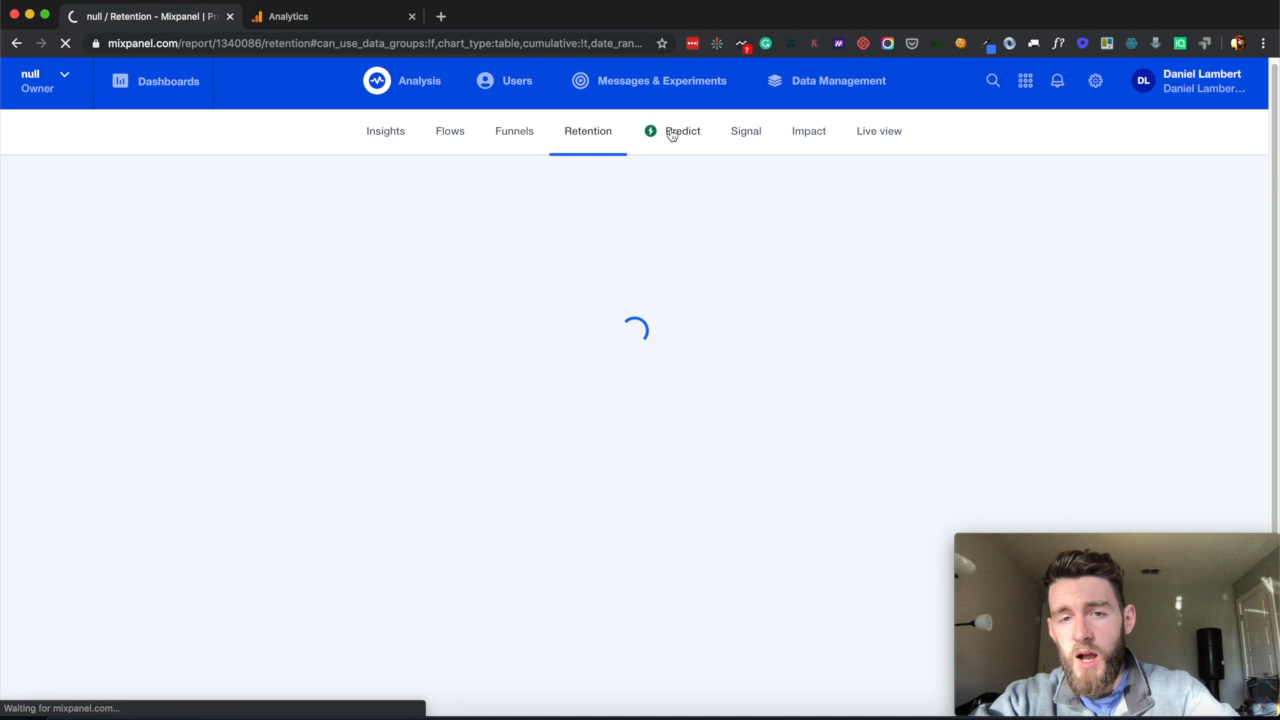 null / Retention - Mixpanel | Pr
Analytics
mixpanel.com/report/1340086/retention#can_use_data_groups:!f,chart_type:table,cumulative:!t,date_ran...
null
Owner
Dashboards
Analysis
Users
Messages & Experiments
Data Management
DL
Daniel Lambert
Daniel Lamber...
Insights
Flows
Funnels
Retention
Predict
Signal
Impact
Live view
Waiting for mixpanel.com...